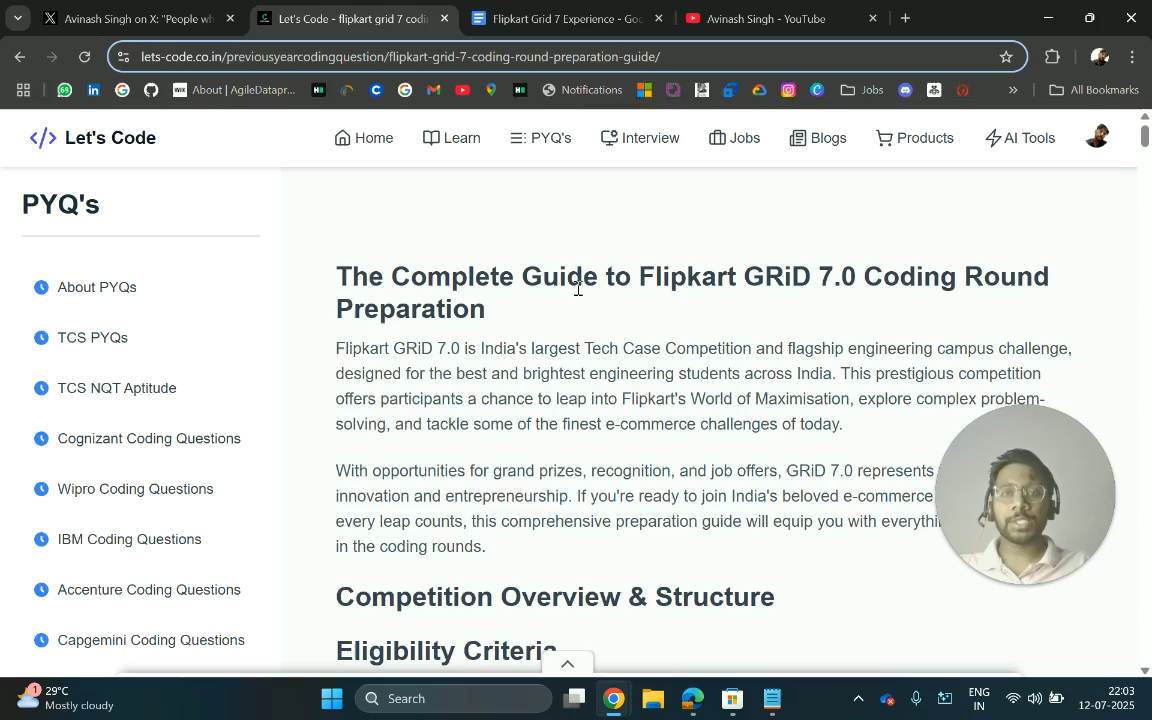 Avinash Singh on X: "People wh
Let's Code - flipkart grid 7 codin
Flipkart Grid 7 Experience - Goo
Avinash Singh - YouTube
lets-code.co.in/previousyearcodingquestion/flipkart-grid-7-coding-round-preparation-guide/
About | AgileDatapr...
Notifications
Jobs
All Bookmarks
Let's Code
Home
Learn
PYQ's
Interview
Jobs
Blogs
Products
AI Tools
PYQ's
About PYQs
TCS PYQs
TCS NQT Aptitude
Cognizant Coding Questions
Wipro Coding Questions
IBM Coding Questions
Accenture Coding Questions
Capgemini Coding Questions
The Complete Guide to Flipkart GRiD 7.0 Coding Round
Preparation
Flipkart GRiD 7.0 is India's largest Tech Case Competition and flagship engineering campus challenge,
designed for the best and brightest engineering students across India. This prestigious competition
offers participants a chance to leap into Flipkart's World of Maximisation, explore complex problem-
solving, and tackle some of the finest e-commerce challenges of today.
With opportunities for grand prizes, recognition, and job offers, GRiD 7.0 represents
innovation and entrepreneurship. If you're ready to join India's beloved e-commerce
every leap counts, this comprehensive preparation guide will equip you with everythi
in the coding rounds.
Competition Overview & Structure
Eligibility Criteria
29°C
Mostly cloudy
Search
ENG
IN
22:03
12-07-2025